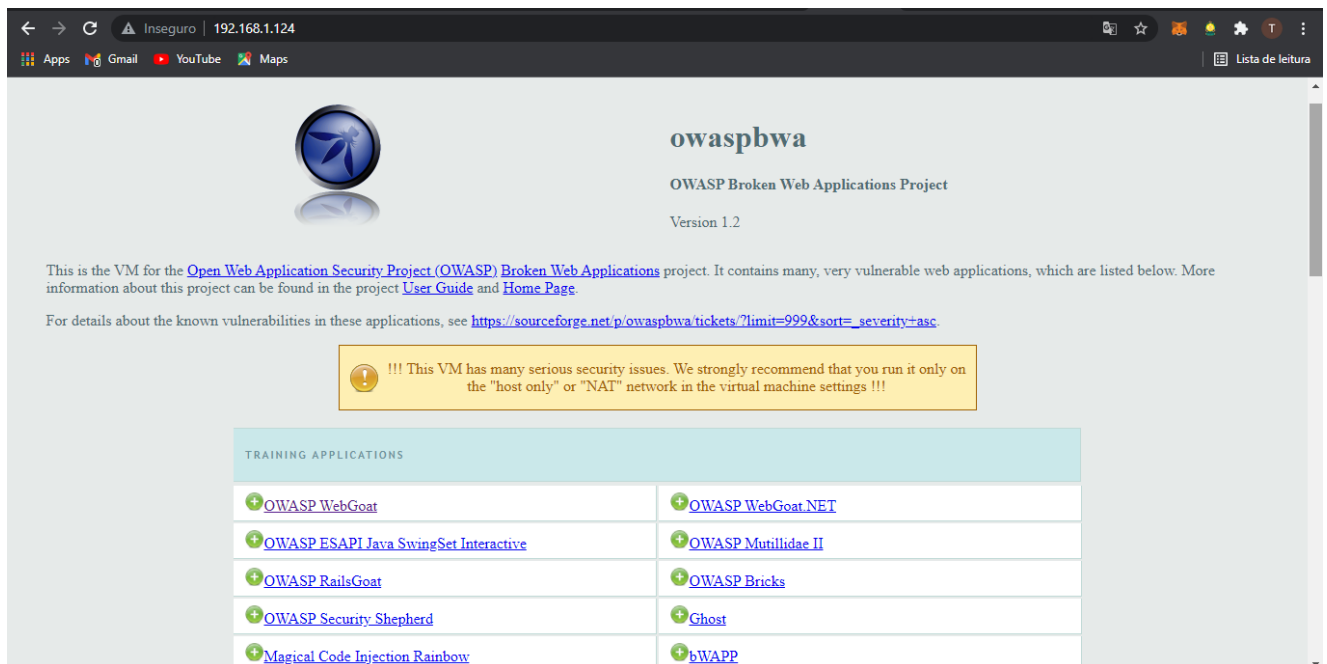 Inseguro | 192.168.1.124
T
Apps Gmail YouTube Maps Lista de leitura
owaspbwa
OWASP Broken Web Applications Project
Version 1.2
This is the VM for the Open Web Application Security Project (OWASP) Broken Web Applications project. It contains many, very vulnerable web applications, which are listed below. More
information about this project can be found in the project User Guide and Home Page.
For details about the known vulnerabilities in these applications, see https://sourceforge.net/p/owaspbwa/tickets/?limit=999&sort=_severity+asc.
!!! This VM has many serious security issues. We strongly recommend that you run it only on
the "host only" or "NAT" network in the virtual machine settings !!!
TRAINING APPLICATIONS
OWASP WebGoat
OWASP WebGoat.NET
OWASP ESAPI Java SwingSet Interactive
OWASP Mutillidae II
OWASP RailsGoat
OWASP Bricks
OWASP Security Shepherd
Ghost
Magical Code Injection Rainbow
bWAPP